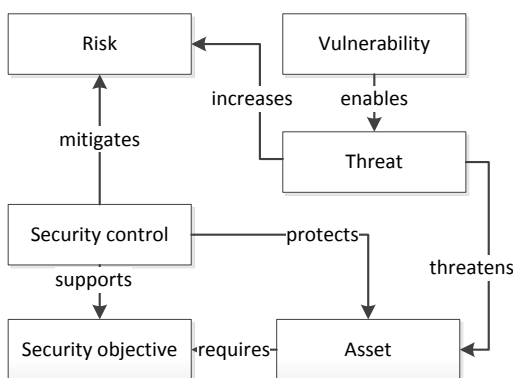 Risk
Vulnerability
increases
enables
mitigates
Threat
Security control
protects
supports
threatens
Security objective
requires
Asset